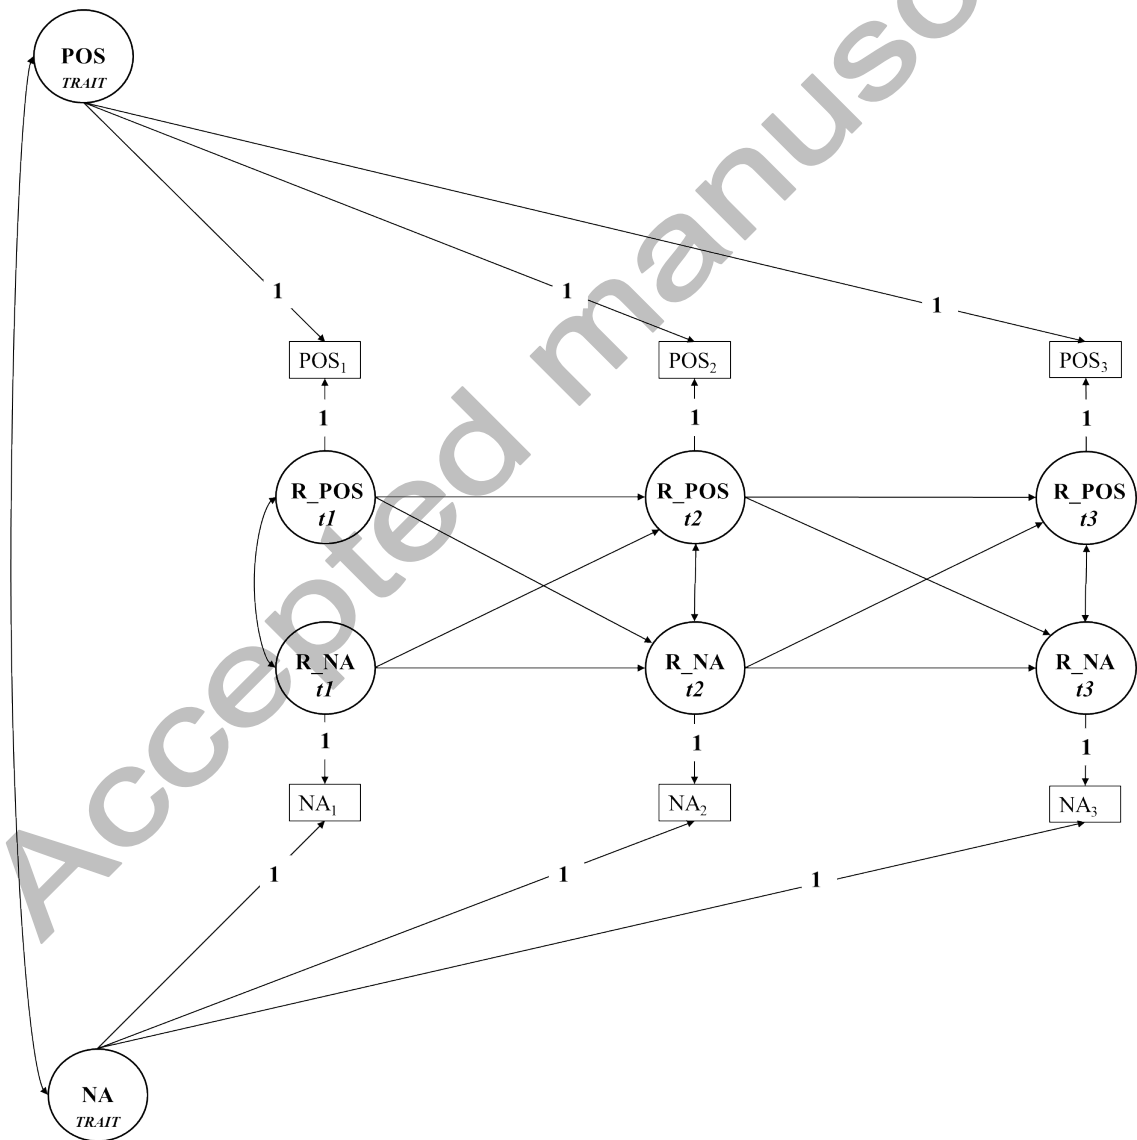 POS
TRAIT
1
1
1
POS₁
POS₂
POS₃
1
1
1
R_POS
t1
R_POS
t2
R_POS
t3
R_NA
t1
R_NA
t2
R_NA
t3
1
1
1
NA₁
NA₂
NA₃
1
1
1
NA
TRAIT
Accepted manusc